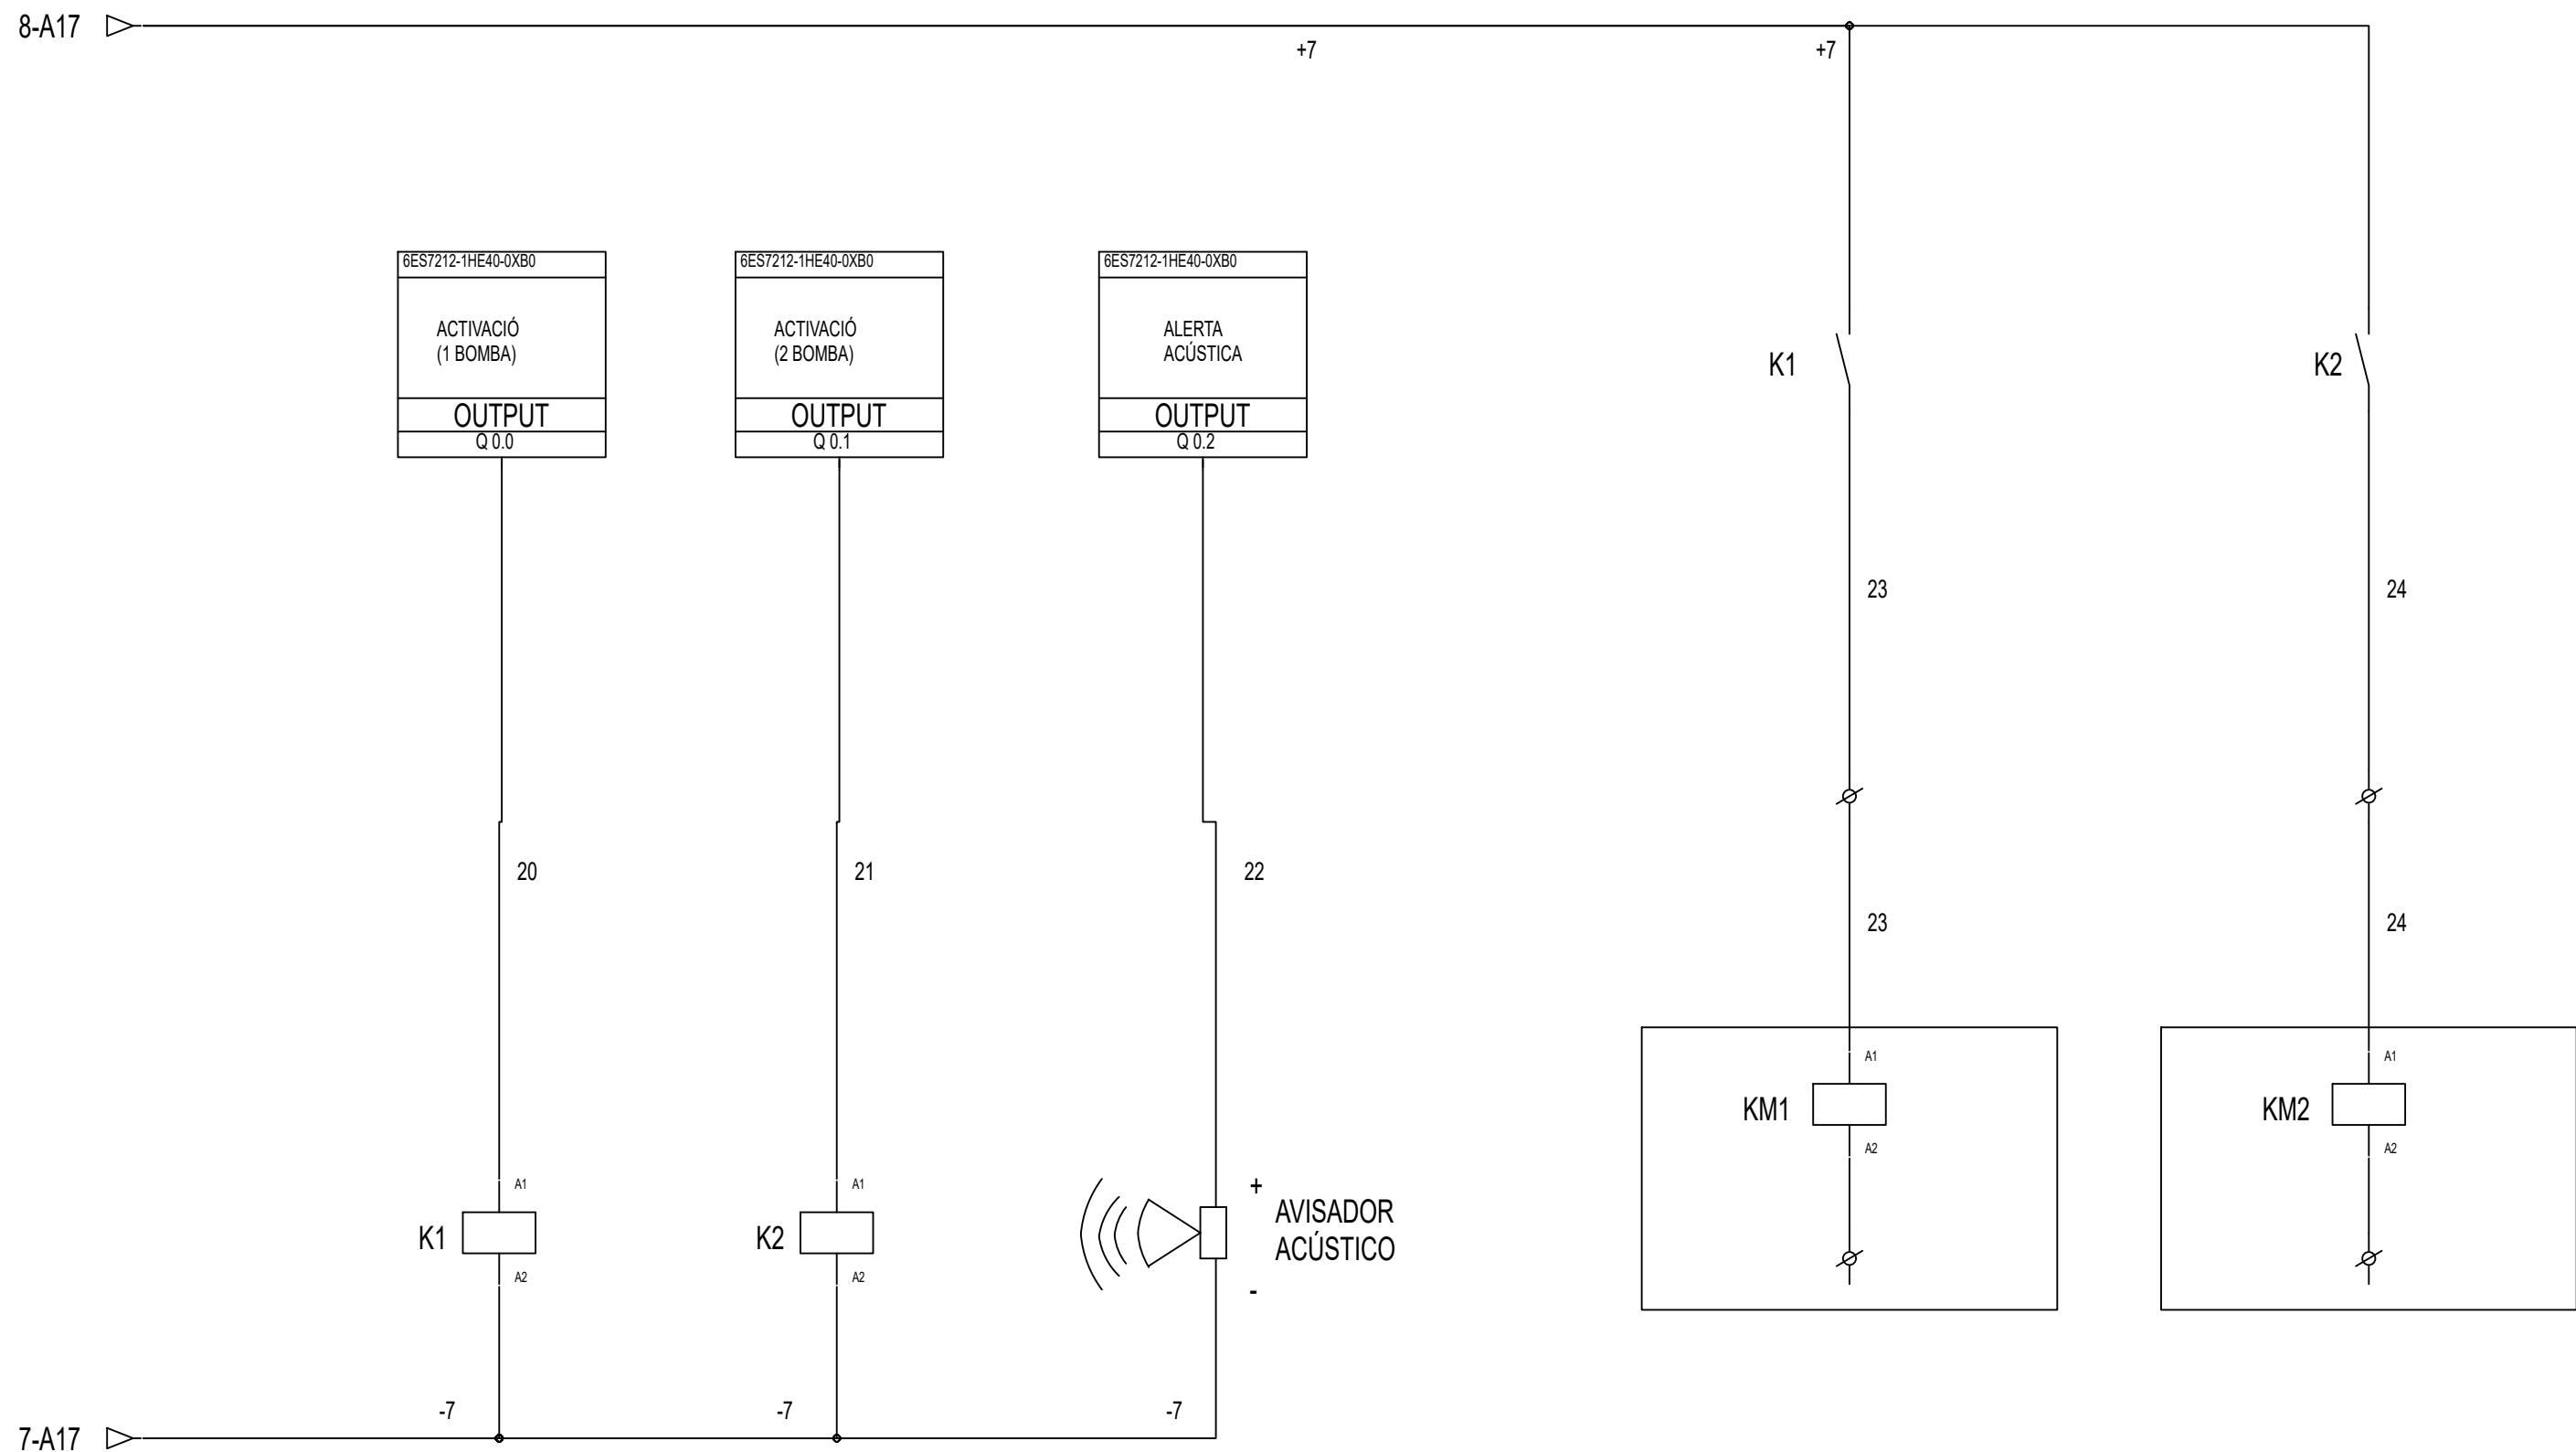 8-A17
+7
+7
6ES7212-1HE40-0XB0
6ES7212-1HE40-0XB0
6ES7212-1HE40-0XB0
ACTIVACIÓ
(1 BOMBA)
ACTIVACIÓ
(2 BOMBA)
ALERTA
ACÚSTICA
OUTPUT
OUTPUT
OUTPUT
Q 0.0
Q 0.1
Q 0.2
K1
K2
23
24
20
21
22
23
24
A1
A1
KM1
KM2
A2
A2
A1
A1
+
K1
K2
AVISADOR
ACÚSTICO
A2
A2
-
-7
-7
-7
7-A17